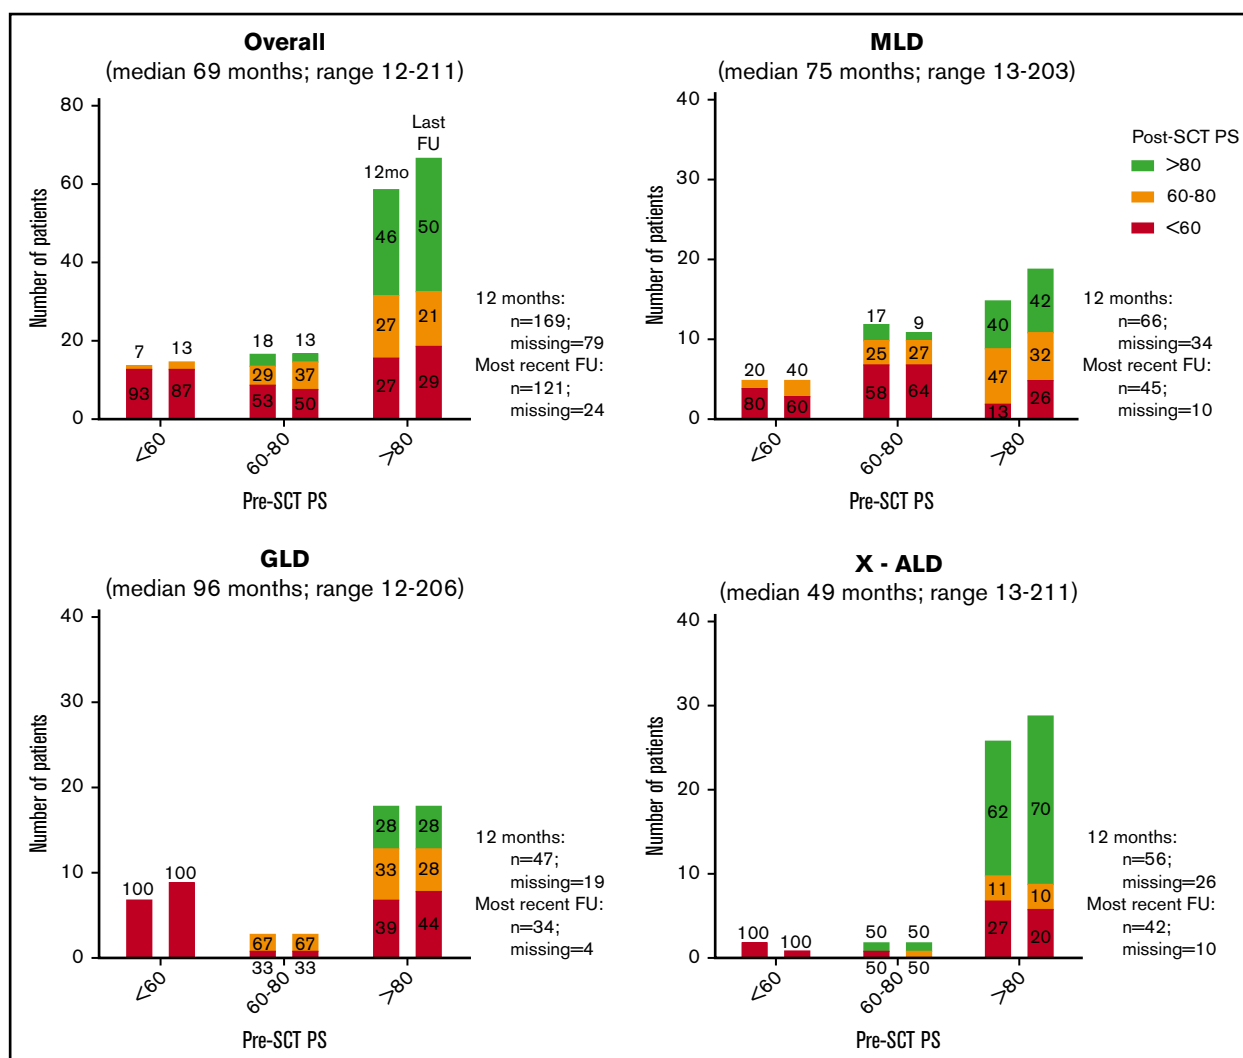 Overall
(median 69 months; range 12-211)
80
60
40
20
0
Number of patients
7
13
93
87
18
13
29
37
53
50
12mo
Last
FU
46
50
27
21
27
29
<60
60-80
>80
Pre-SCT PS
12 months:
n=169;
missing=79
Most recent FU:
n=121;
missing=24
MLD
(median 75 months; range 13-203)
40
30
20
10
0
Number of patients
20
40
80
60
17
9
25
27
58
64
40
42
47
32
13
26
<60
60-80
>80
Pre-SCT PS
Post-SCT PS
>80
60-80
<60
12 months:
n=66;
missing=34
Most recent FU:
n=45;
missing=10
GLD
(median 96 months; range 12-206)
40
30
20
10
0
Number of patients
100
100
67
67
33
33
28
28
33
28
39
44
<60
60-80
>80
Pre-SCT PS
12 months:
n=47;
missing=19
Most recent FU:
n=34;
missing=4
X - ALD
(median 49 months; range 13-211)
40
30
20
10
0
Number of patients
100
100
50
50
50
50
62
70
11
10
27
20
<60
60-80
>80
Pre-SCT PS
12 months:
n=56;
missing=26
Most recent FU:
n=42;
missing=10